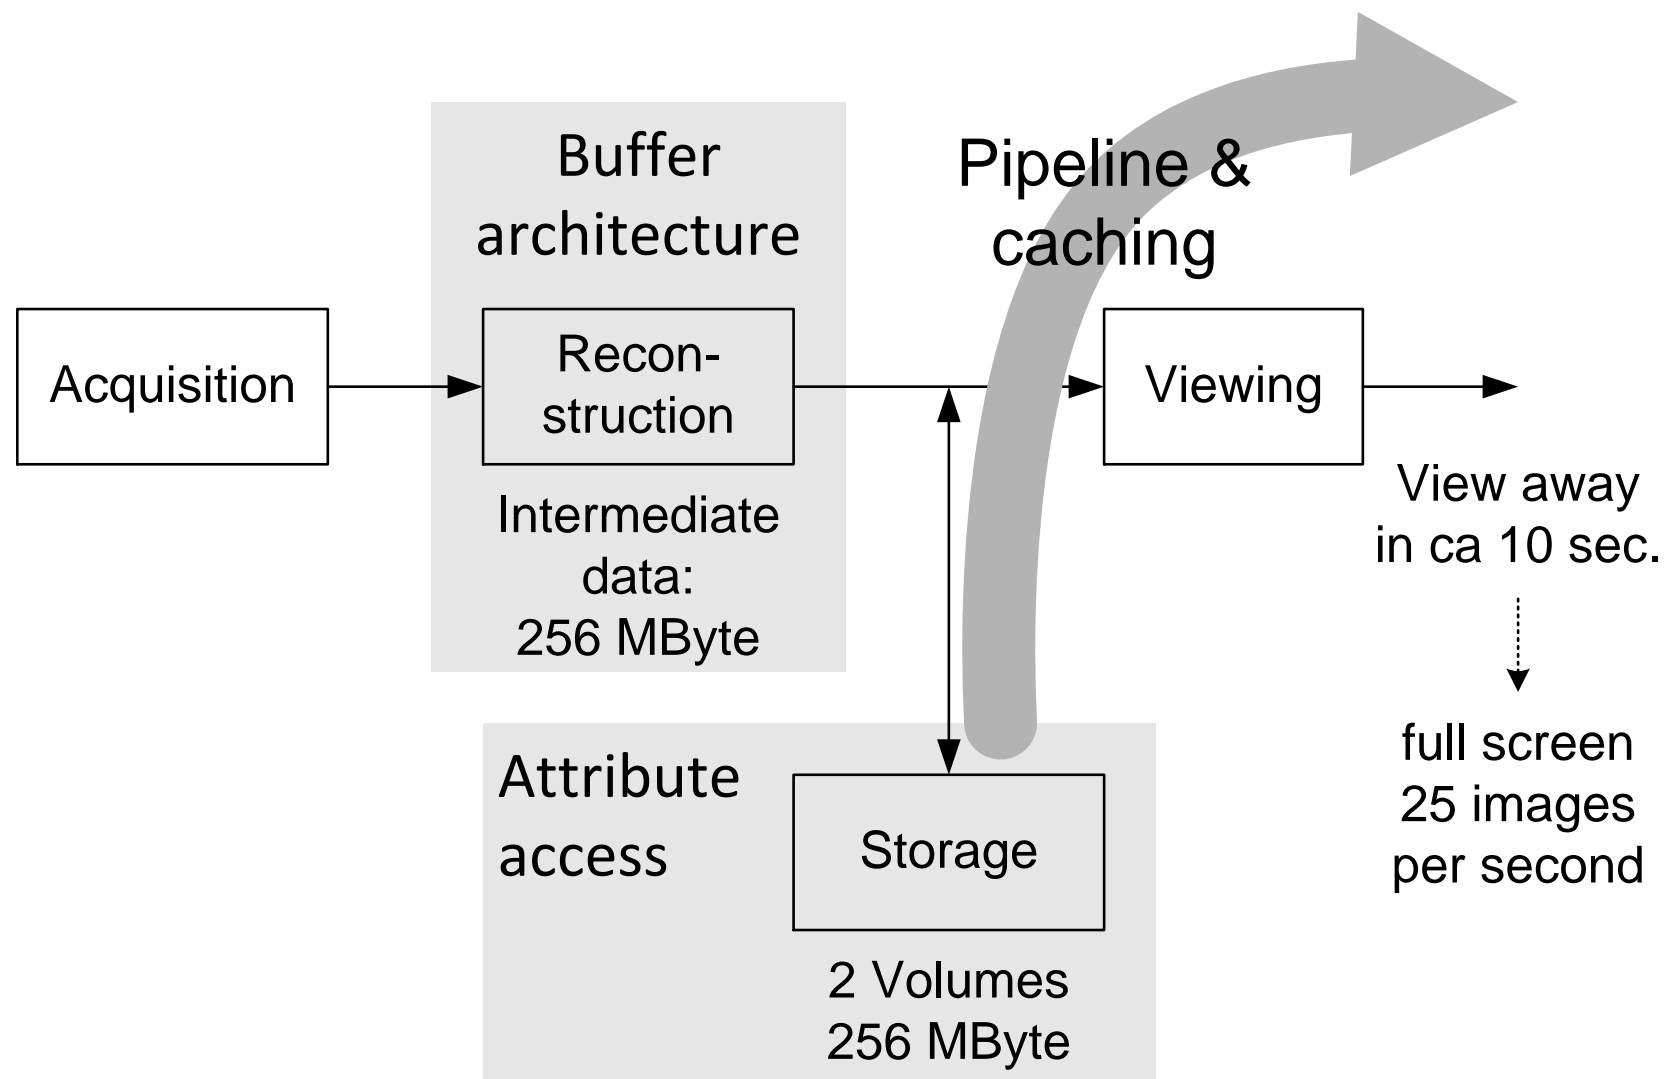 Buffer
architecture
Pipeline &
caching
Acquisition
Recon-
struction
Viewing
Intermediate
data:
256 MByte
View away
in ca 10 sec.
full screen
25 images
per second
Attribute
access
Storage
2 Volumes
256 MByte